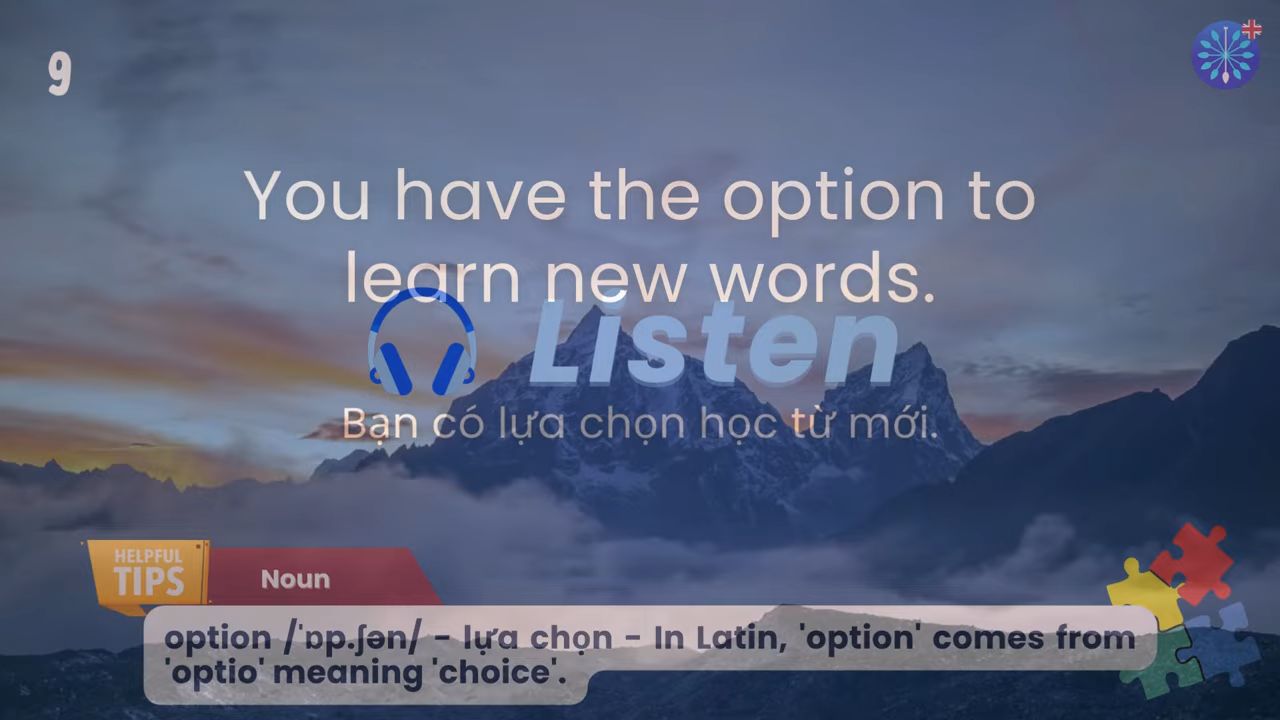 9
You have the option to
learn new words.
Listen
Bạn có lựa chọn học từ mới.
HELPFUL
TIPS
Noun
option /ˈɒp.ʃən/ - lựa chọn - In Latin, 'option' comes from
'optio' meaning 'choice'.